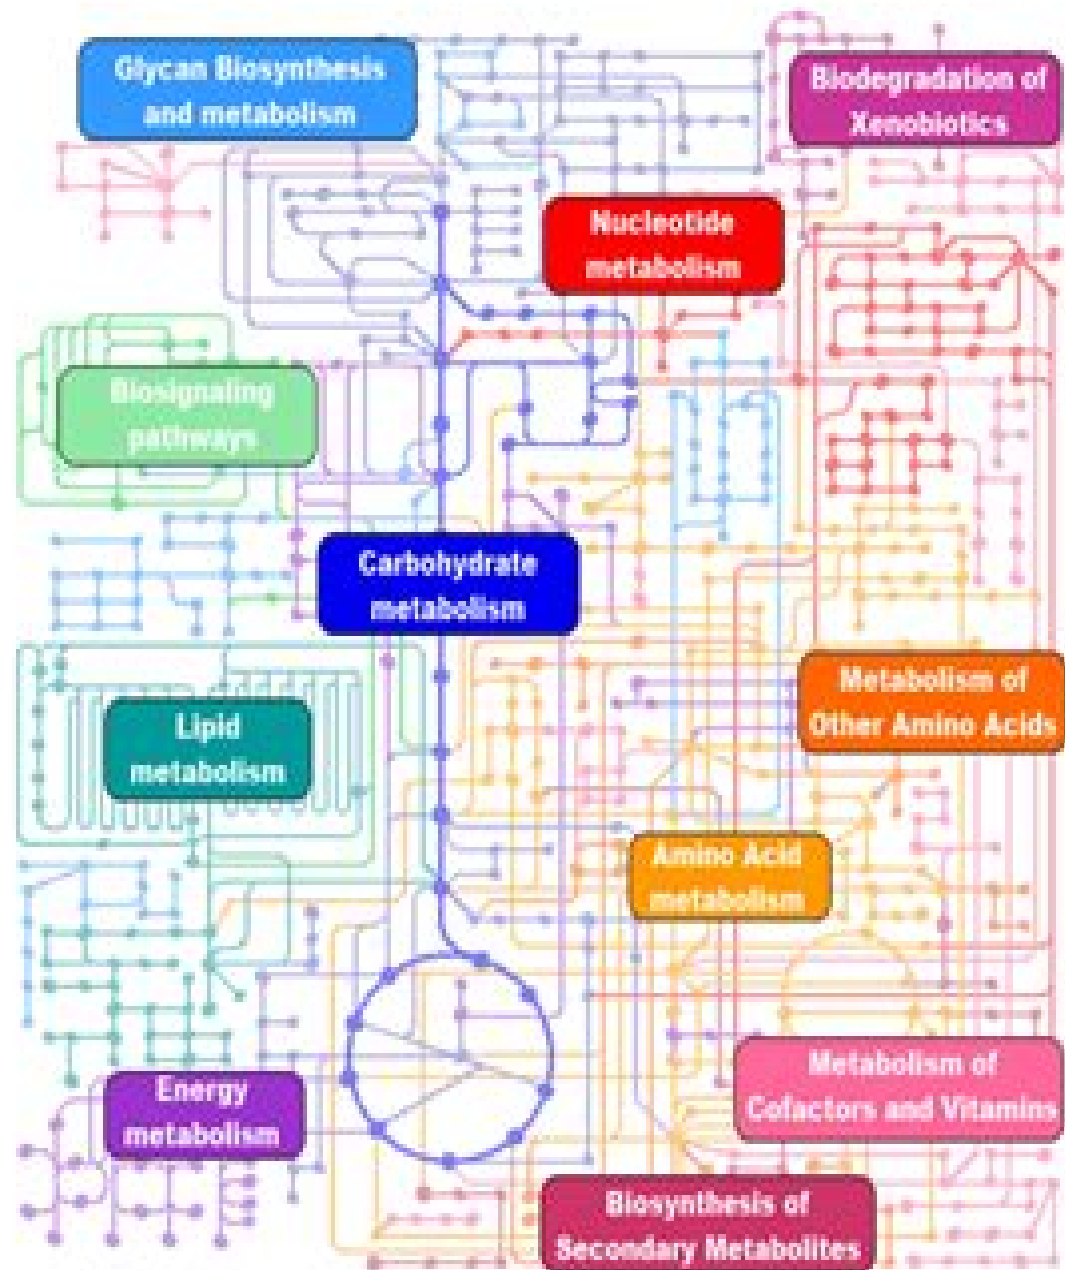 Glycan Biosynthesis
and metabolism
Biodegradation of
Xenobiotics
Nucleotide
metabolism
Biosignaling
pathways
Carbohydrate
metabolism
Metabolism of
Other Amino Acids
Lipid
metabolism
Amino Acid
metabolism
Metabolism of
Cofactors and Vitamins
Energy
metabolism
Biosynthesis of
Secondary Metabolites